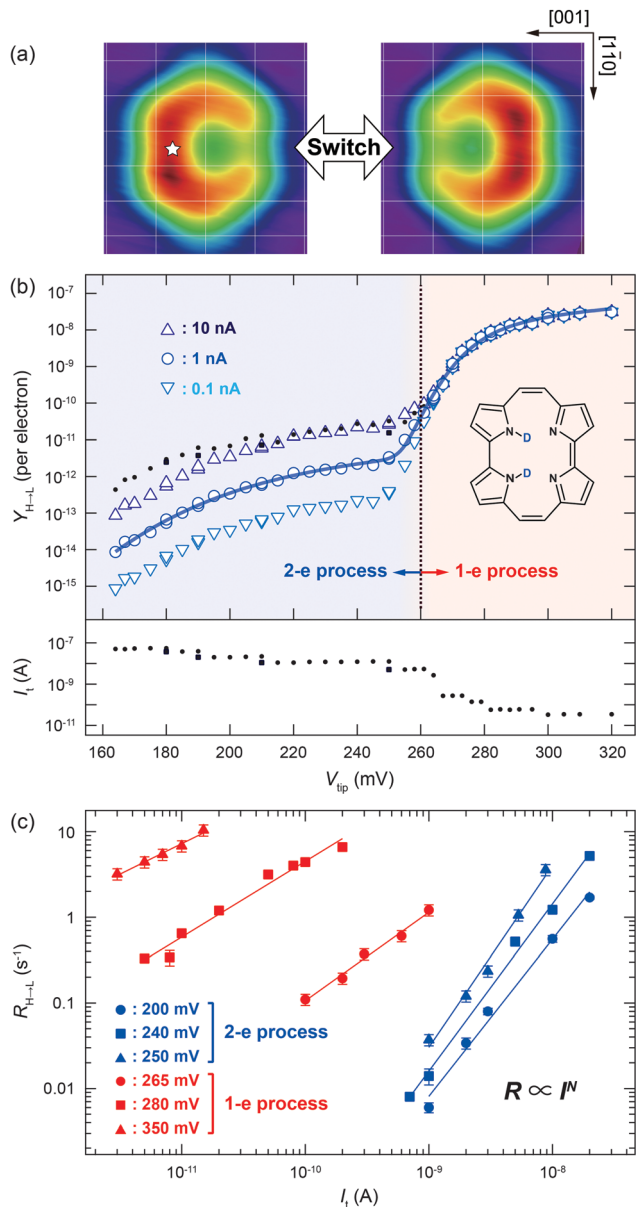 (a)
[001]
[11̄0]
Switch
(b)
10⁻⁷
10⁻⁸
10⁻⁹
10⁻¹⁰
10⁻¹¹
10⁻¹²
10⁻¹³
10⁻¹⁴
10⁻¹⁵
Y_H→L (per electron)
: 10 nA
: 1 nA
: 0.1 nA
N D N
N D N
2-e process
1-e process
10⁻⁷
10⁻⁹
10⁻¹¹
I_t (A)
160 180 200 220 240 260 280 300 320
V_tip (mV)
(c)
10
1
0.1
0.01
R_H→L (s⁻¹)
: 200 mV
: 240 mV
: 250 mV
2-e process
: 265 mV
: 280 mV
: 350 mV
1-e process
R ∝ Iᴺ
10⁻¹¹ 10⁻¹⁰ 10⁻⁹ 10⁻⁸
I_t (A)